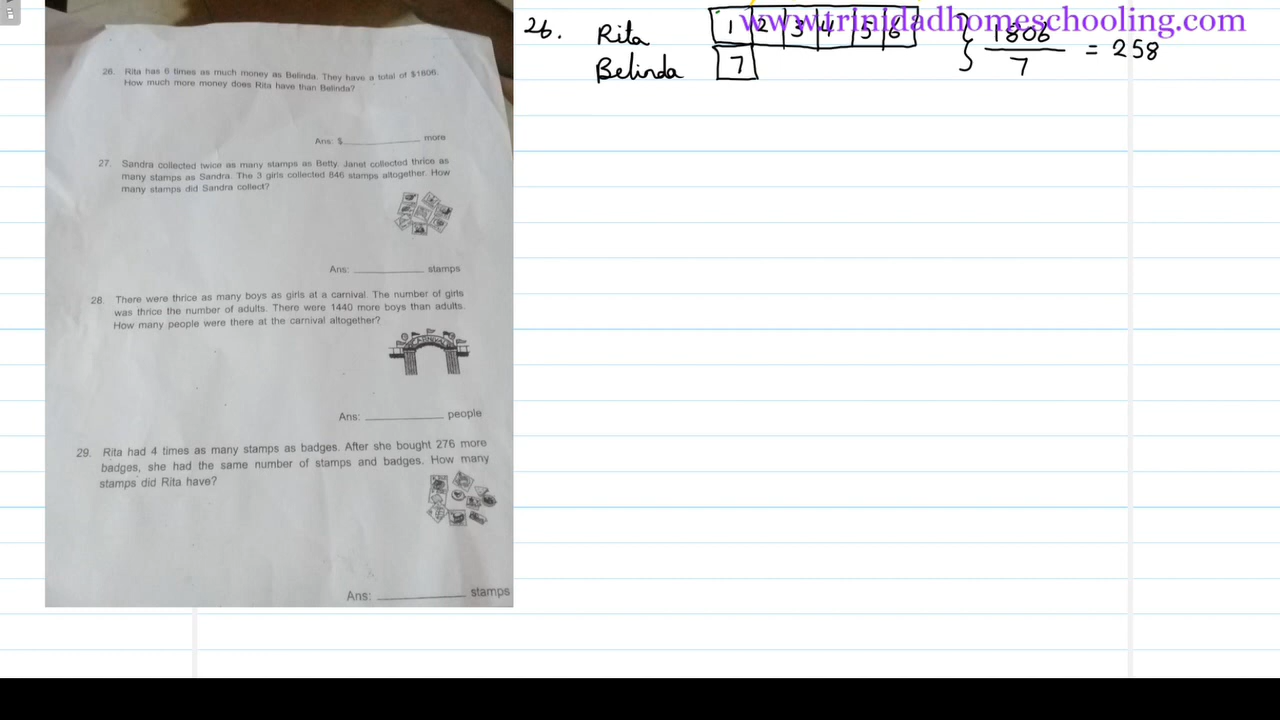 www.trinidadhomeschooling.com
26. Rita 1 2 3 4 5 6 } 1806/7 = 258
Belinda 7
26. Rita has 6 times as much money as Belinda. They have a total of $1806.
How much more money does Rita have than Belinda?
Ans: $ more
27. Sandra collected twice as many stamps as Betty. Janet collected thrice as
many stamps as Sandra. The 3 girls collected 846 stamps altogether. How
many stamps did Sandra collect?
Ans: stamps
28. There were thrice as many boys as girls at a carnival. The number of girls
was thrice the number of adults. There were 1440 more boys than adults.
How many people were there at the carnival altogether?
Ans: people
29. Rita had 4 times as many stamps as badges. After she bought 276 more
badges, she had the same number of stamps and badges. How many
stamps did Rita have?
Ans: stamps